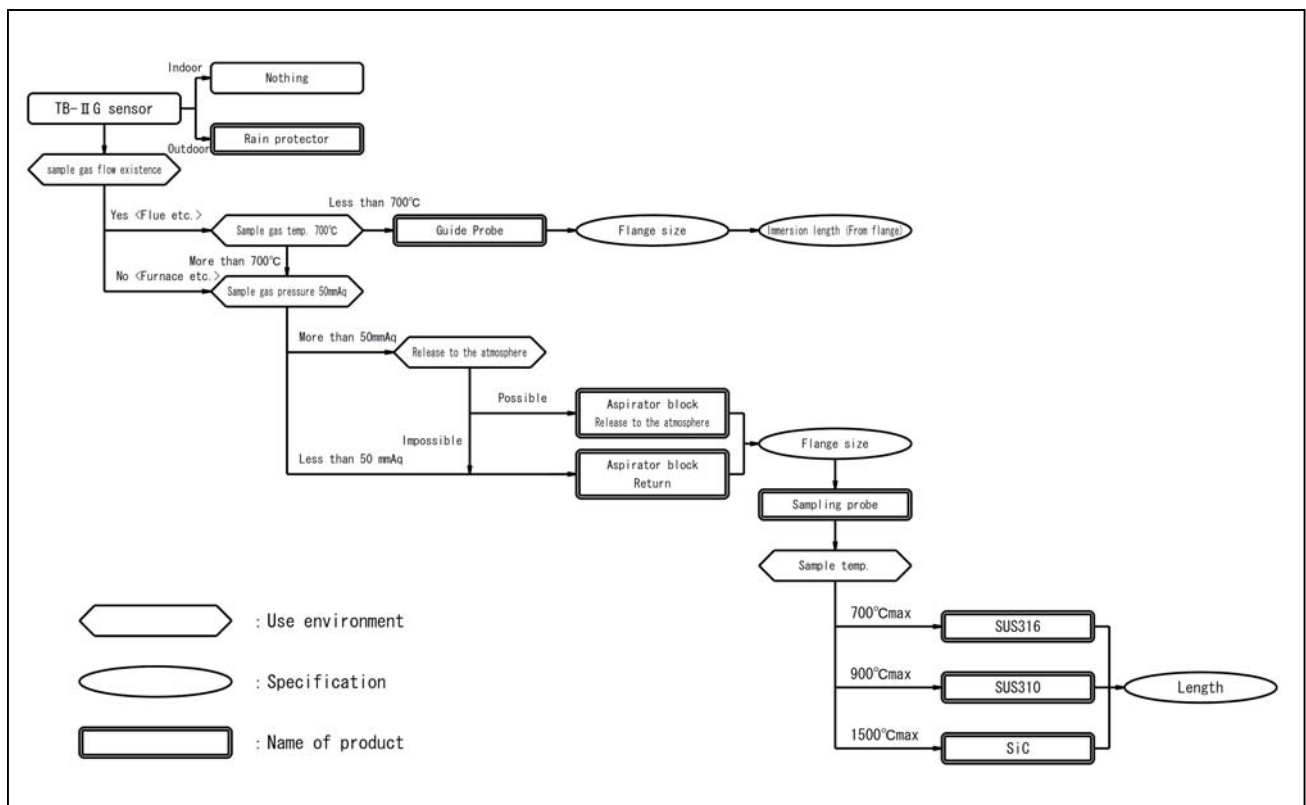 Indoor
Nothing
TB-ⅡG sensor
Rain protector
Outdoor
sample gas flow existence
Less than 700℃
Yes <Flue etc.>
Sample gas temp. 700℃
Guide Probe
Flange size
Immersion length (From flange)
More than 700℃
No <Furnace etc.>
Sample gas pressure 50mmAq
More than 50mmAq
Release to the atmosphere
Possible
Aspirator block
Release to the atmosphere
Impossible
Flange size
Less than 50 mmAq
Aspirator block
Return
Sampling probe
Sample temp.
: Use environment
700℃max
SUS316
: Specification
900℃max
SUS310
Length
: Name of product
1500℃max
SiC